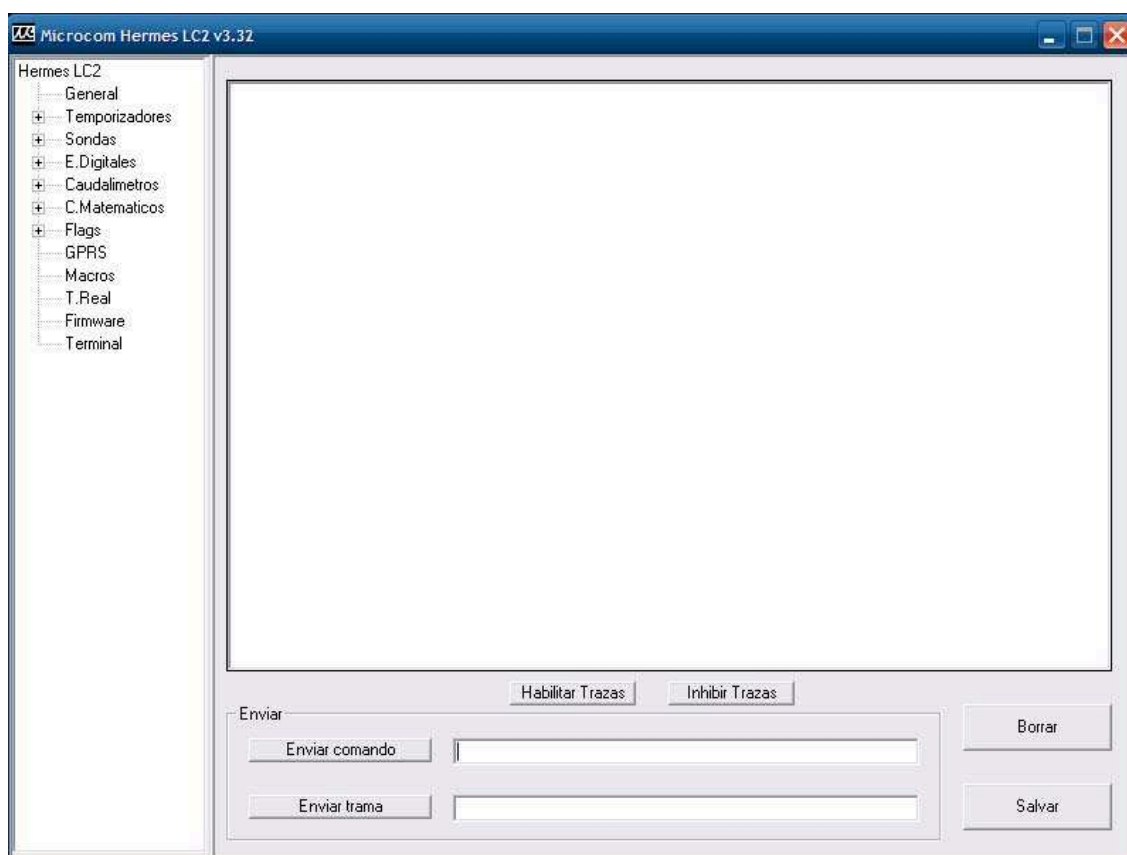 Microcom Hermes LC2 v3.32
Hermes LC2
General
Temporizadores
Sondas
E.Digitales
Caudalimetros
C.Matematicos
Flags
GPRS
Macros
T.Real
Firmware
Terminal
Habilitar Trazas Inhibir Trazas
Enviar
Enviar comando
Enviar trama
Borrar
Salvar